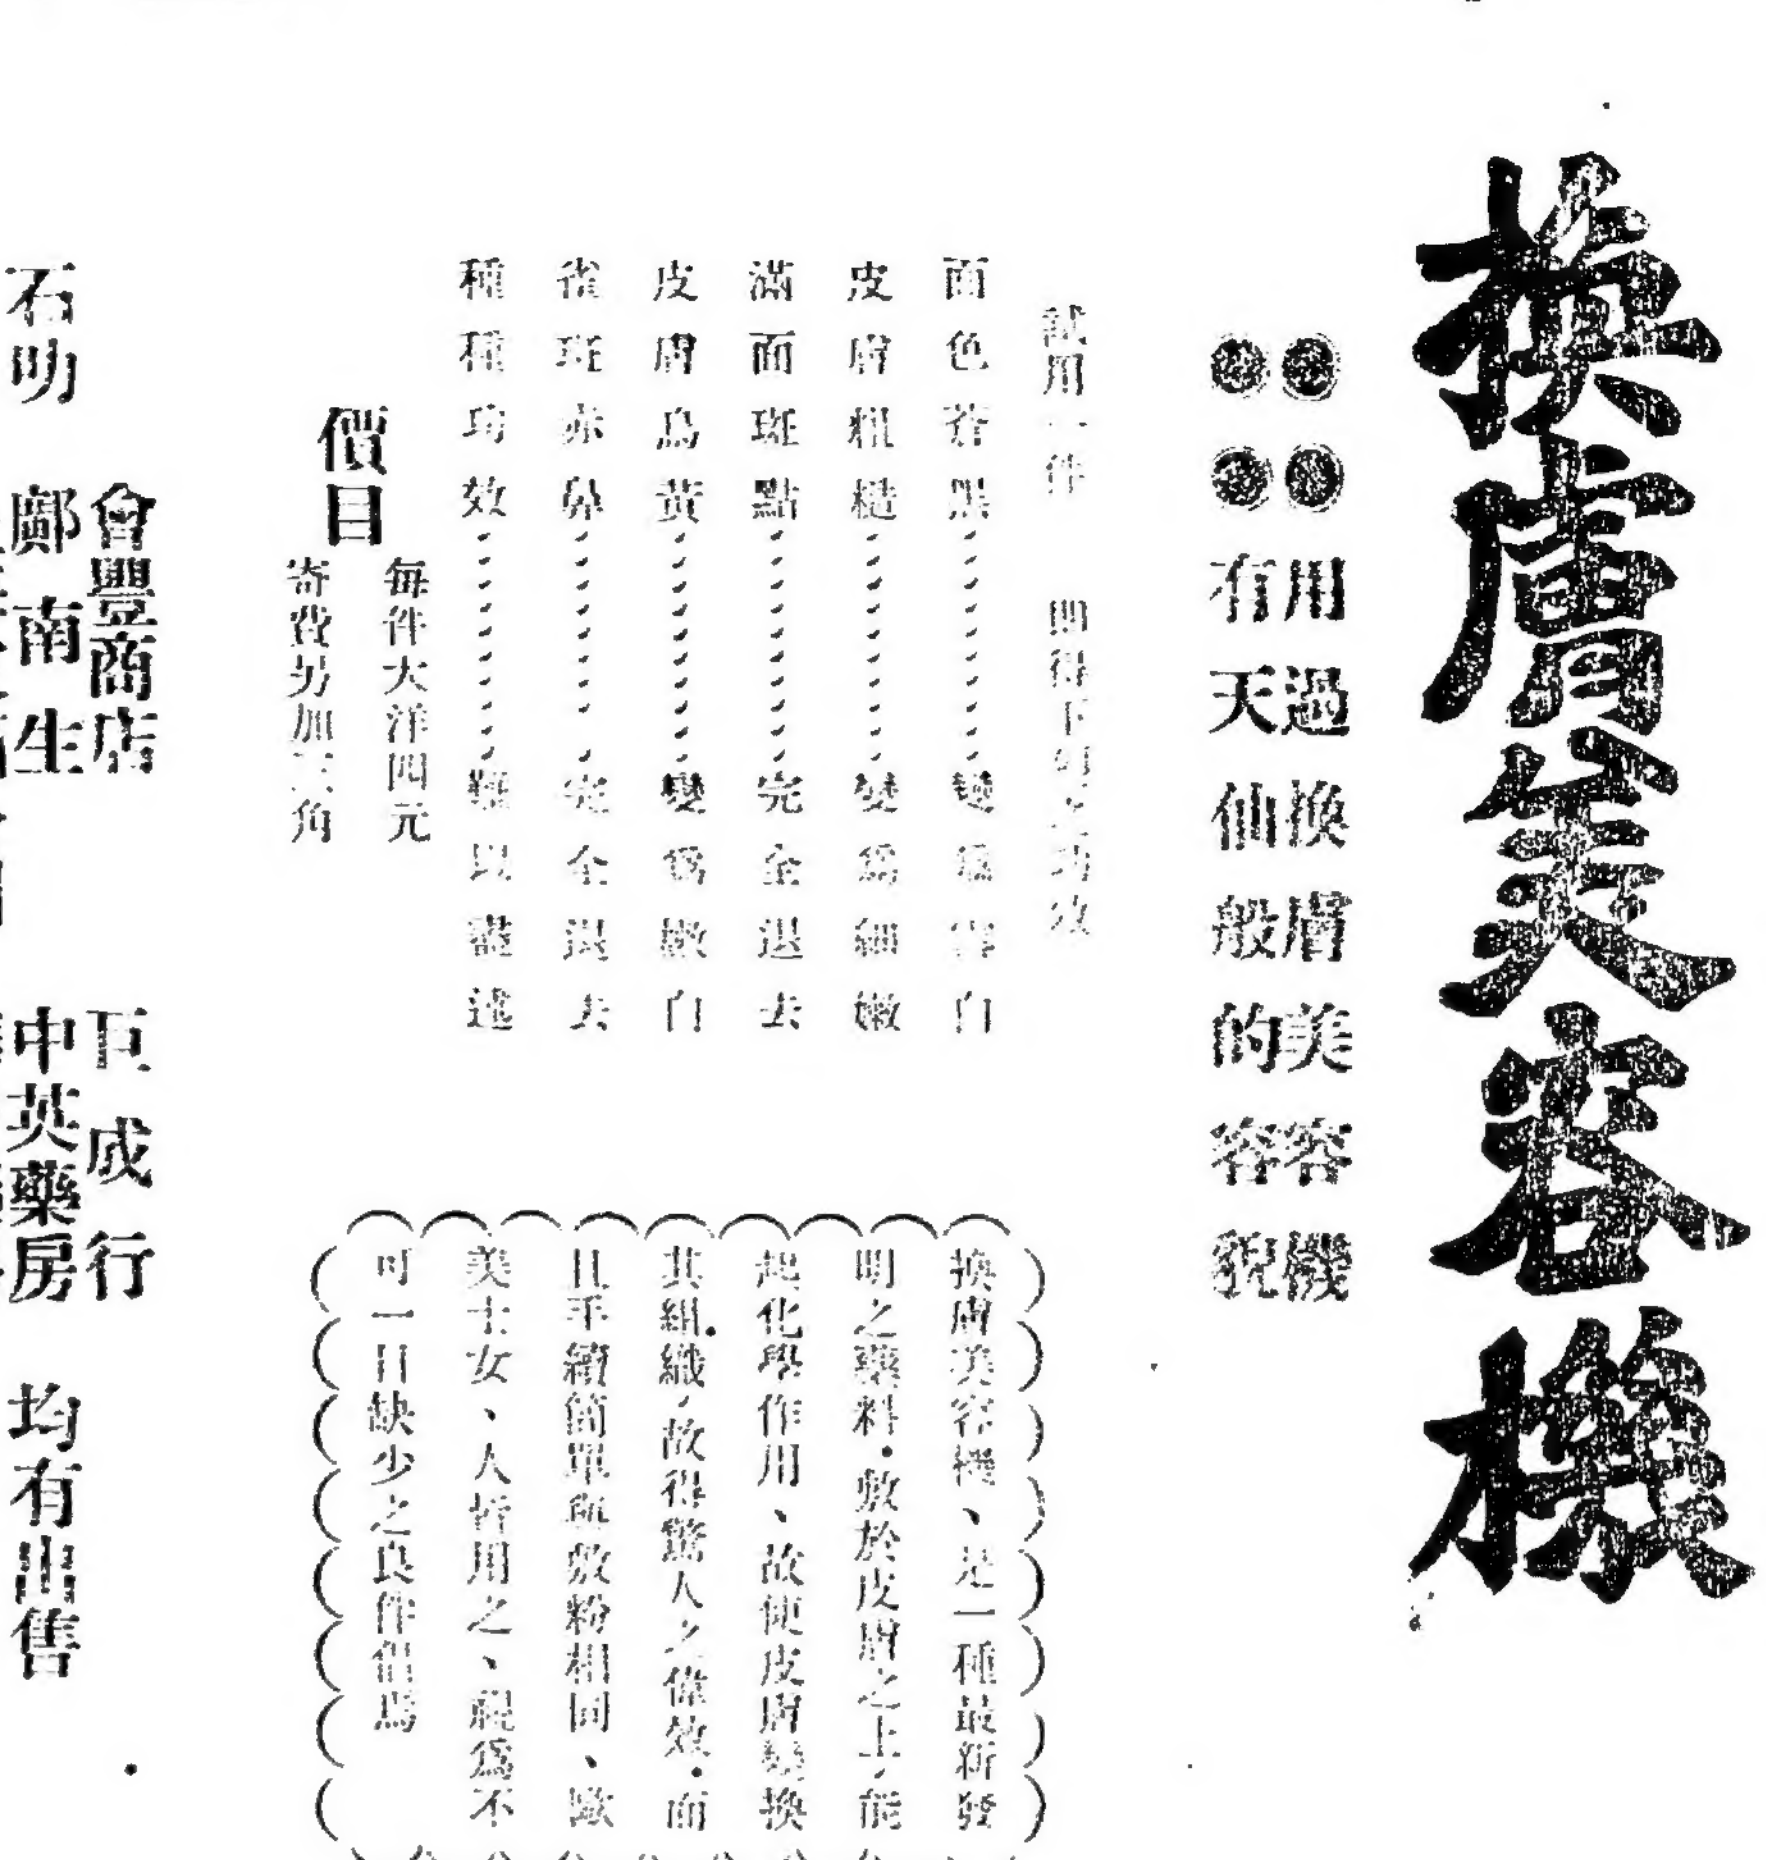 換膚美容機
用過換膚美容機
有天仙般的容貌
試用一件 即得下列之功效
面色蒼黑……變爲雪白
皮膚粗糙……變爲細嫩
滿面斑點……完全退去
皮膚烏黃……變爲嫩白
雀斑赤鼻……完全退去
種種功效……難以盡述
價目
每件大洋四元
寄費另加 角
換膚美容機、是一種最新發
明之藥料．敷於皮膚之上，能
起化學作用、故使皮膚變換
其組織，故得驚人之偉效．而
且手續簡單與敷粉相同、歐
美士女、人皆用之、視爲不
可一日缺少之良伴侶焉
會豐商店
成行
石叻
鄺南生
中英藥房
均有出售